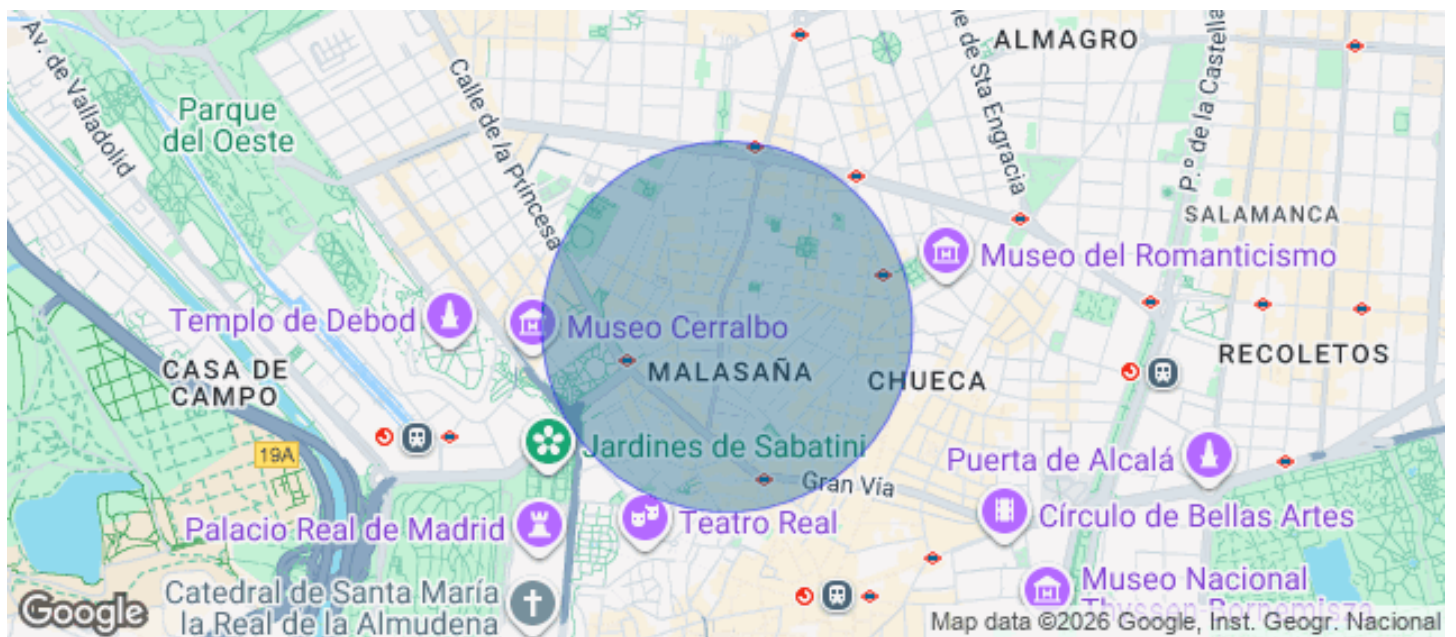 Av. de Valladolid
Parque
del Oeste
Calle de la Princesa
de Sta Engracia
ALMAGRO
P.º de la Castella
SALAMANCA
Museo del Romanticismo
Templo de Debod
Museo Cerralbo
CASA DE
CAMPO
MALASAÑA
CHUECA
RECOLETOS
19A
Jardines de Sabatini
Gran Vía
Puerta de Alcalá
Palacio Real de Madrid
Teatro Real
Círculo de Bellas Artes
Catedral de Santa María
la Real de la Almudena
Museo Nacional
Thyssen-Bornemisza
Google
Map data ©2026 Google, Inst. Geogr. Nacional